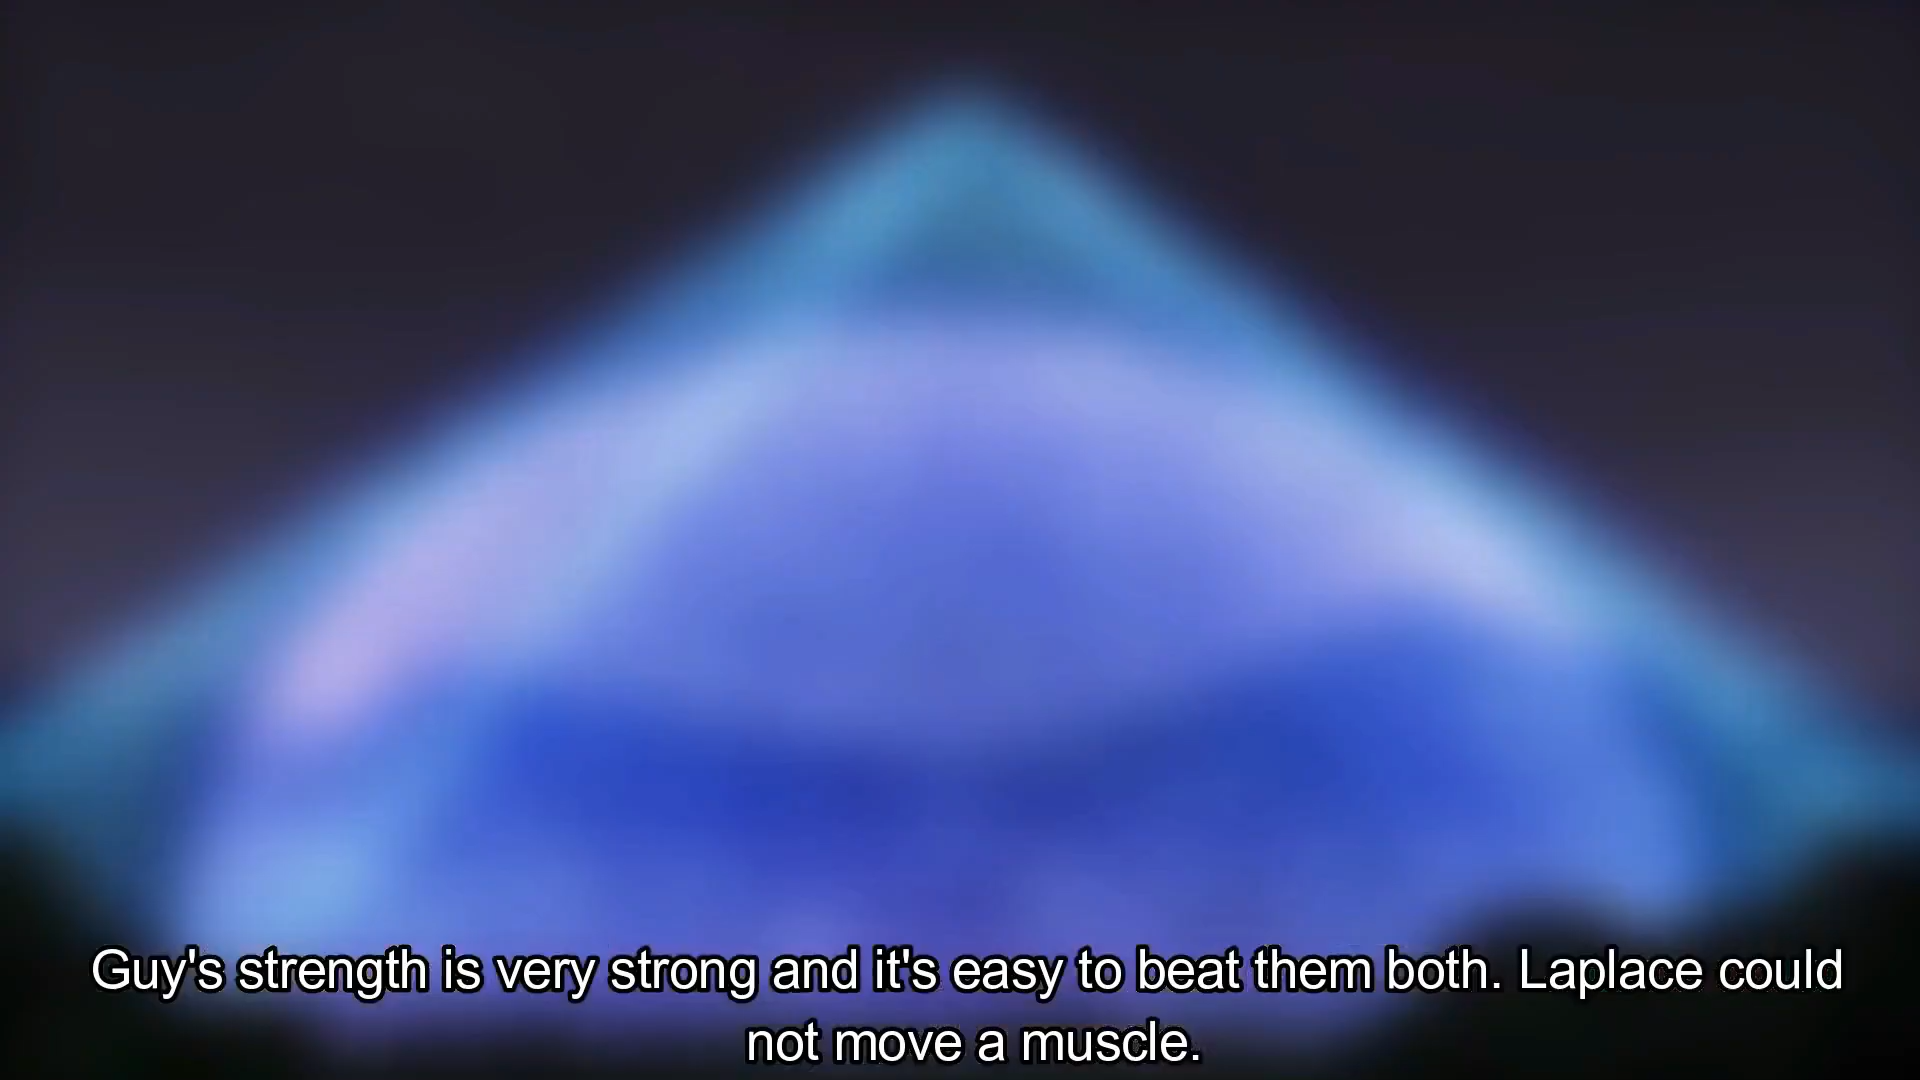 Guy's strength is very strong and it's easy to beat them both. Laplace could
not move a muscle.